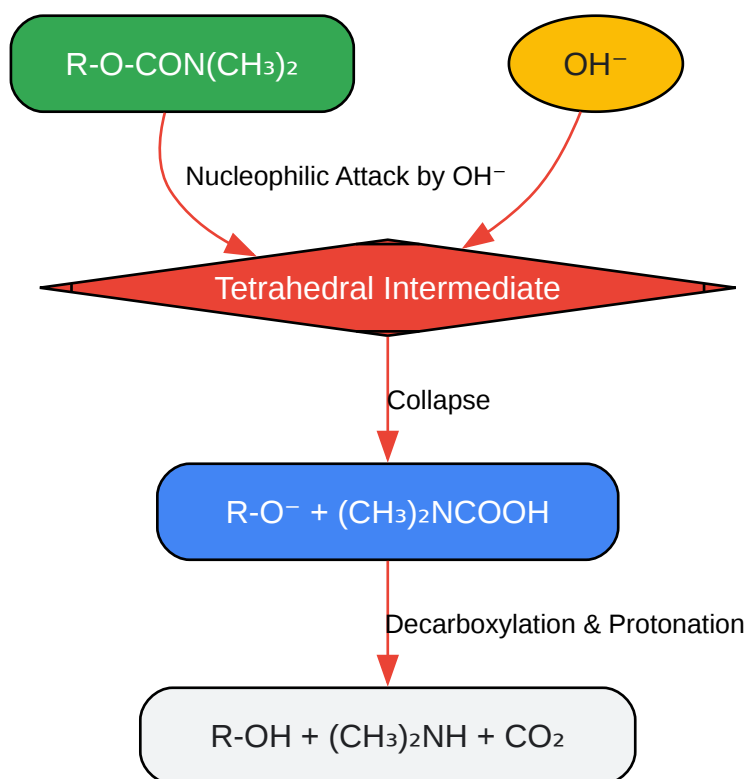 R-O-CON(CH₃)₂
OH⁻
Nucleophilic Attack by OH⁻
Tetrahedral Intermediate
Collapse
R-O⁻ + (CH₃)₂NCOOH
Decarboxylation & Protonation
R-OH + (CH₃)₂NH + CO₂